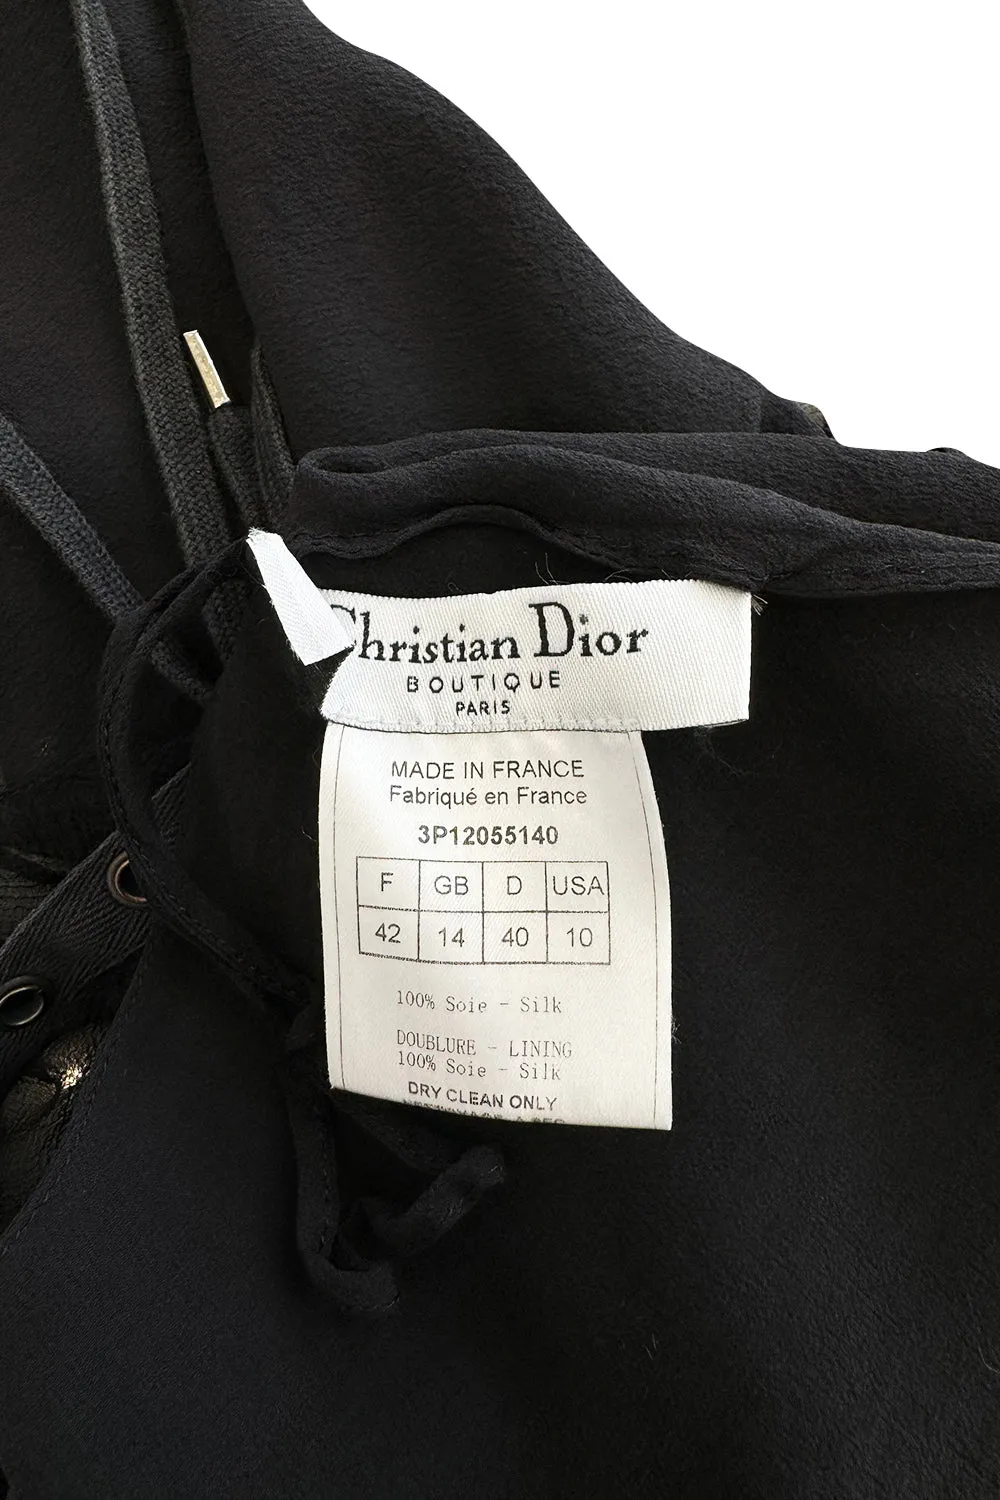 Christian Dior
BOUTIQUE
PARIS
MADE IN FRANCE
Fabriqué en France
3P12055140
F GB D USA
42 14 40 10
100% Soie - Silk
DOUBLURE - LINING
100% Soie - Silk
DRY CLEAN ONLY